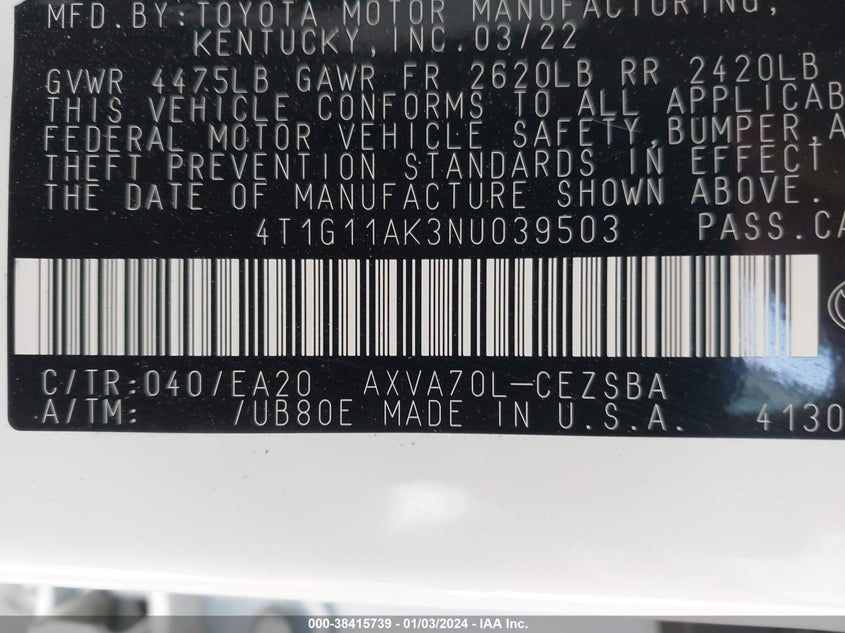 MFD.BY:TOYOTA MOTOR MANUFACTURING,
KENTUCKY,INC.03/22
GVWR 4475LB GAWR FR 2620LB RR 2420LB
THIS VEHICLE CONFORMS TO ALL APPLICAB
FEDERAL MOTOR VEHICLE SAFETY,BUMPER,A
THEFT PREVENTION STANDARDS IN EFFECT
THE DATE OF MANUFACTURE SHOWN ABOVE.
4T1G11AK3NU039503 PASS.CA
C/TR:040/EA20 AXVA70L-CEZSBA
A/TM: /UB80E MADE IN U.S.A. 4130
000-38415739 - 01/03/2024 - IAA Inc.